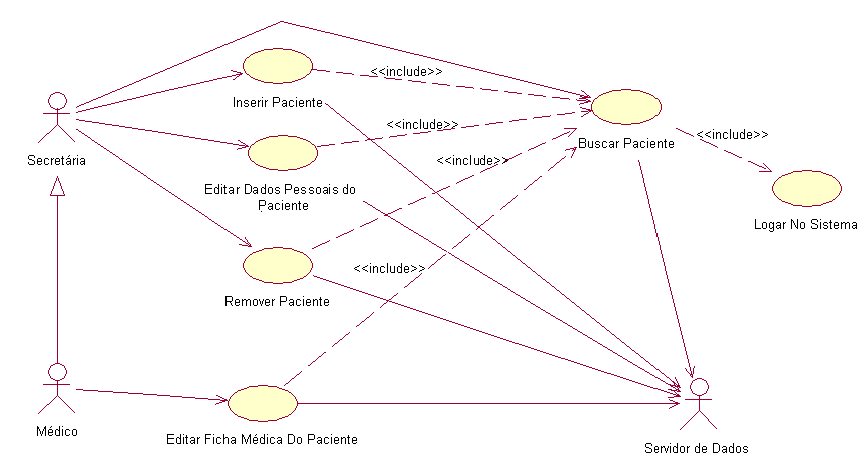 <<include>>
Inserir Paciente
<<include>>
Buscar Paciente
<<include>>
Secretária
<<include>>
Editar Dados Pessoais do
Paciente
Logar No Sistema
<<include>>
Remover Paciente
Médico
Editar Ficha Médica Do Paciente
Servidor de Dados